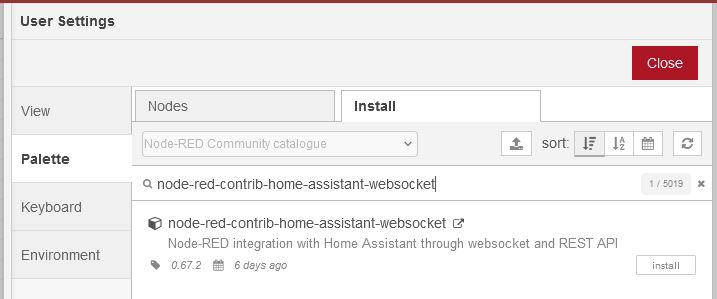 User Settings
Close
View
Palette
Keyboard
Environment
Nodes
Install
Node-RED Community catalogue
sort:
node-red-contrib-home-assistant-websocket
1 / 5019
node-red-contrib-home-assistant-websocket
Node-RED integration with Home Assistant through websocket and REST API
0.67.2 6 days ago
install